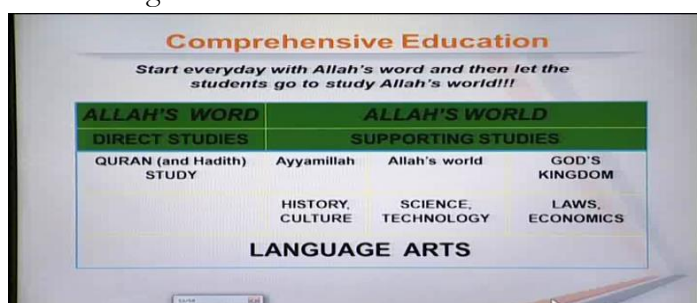 Comprehensive Education
Start everyday with Allah's word and then let the
students go to study Allah's world!!!
ALLAH'S WORD ALLAH'S WORLD
DIRECT STUDIES SUPPORTING STUDIES
QURAN (and Hadith) STUDY
Ayyamillah
Allah's world
GOD'S KINGDOM
HISTORY, CULTURE
SCIENCE, TECHNOLOGY
LAWS, ECONOMICS
LANGUAGE ARTS